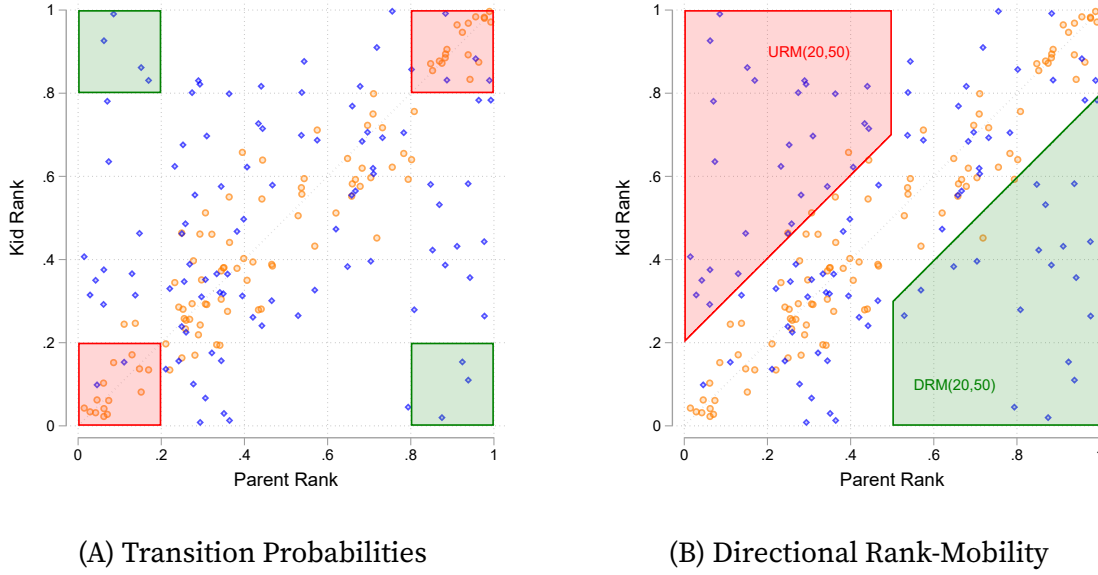 1
.8
.6
.4
.2
0
Kid Rank
0 .2 .4 .6 .8 1
Parent Rank
(A) Transition Probabilities
1
.8
.6
.4
.2
0
Kid Rank
URM(20,50)
DRM(20,50)
0 .2 .4 .6 .8 1
Parent Rank
(B) Directional Rank-Mobility